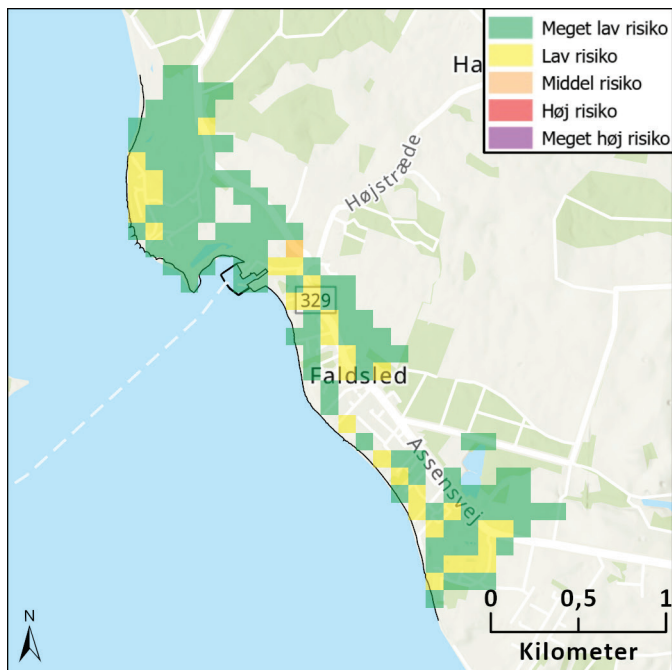 Meget lav risiko
Lav risiko
Middel risiko
Høj risiko
Meget høj risiko
Ha
Højstræde
329
Faldsled
Assensvej
N
0 0,5 1
Kilometer